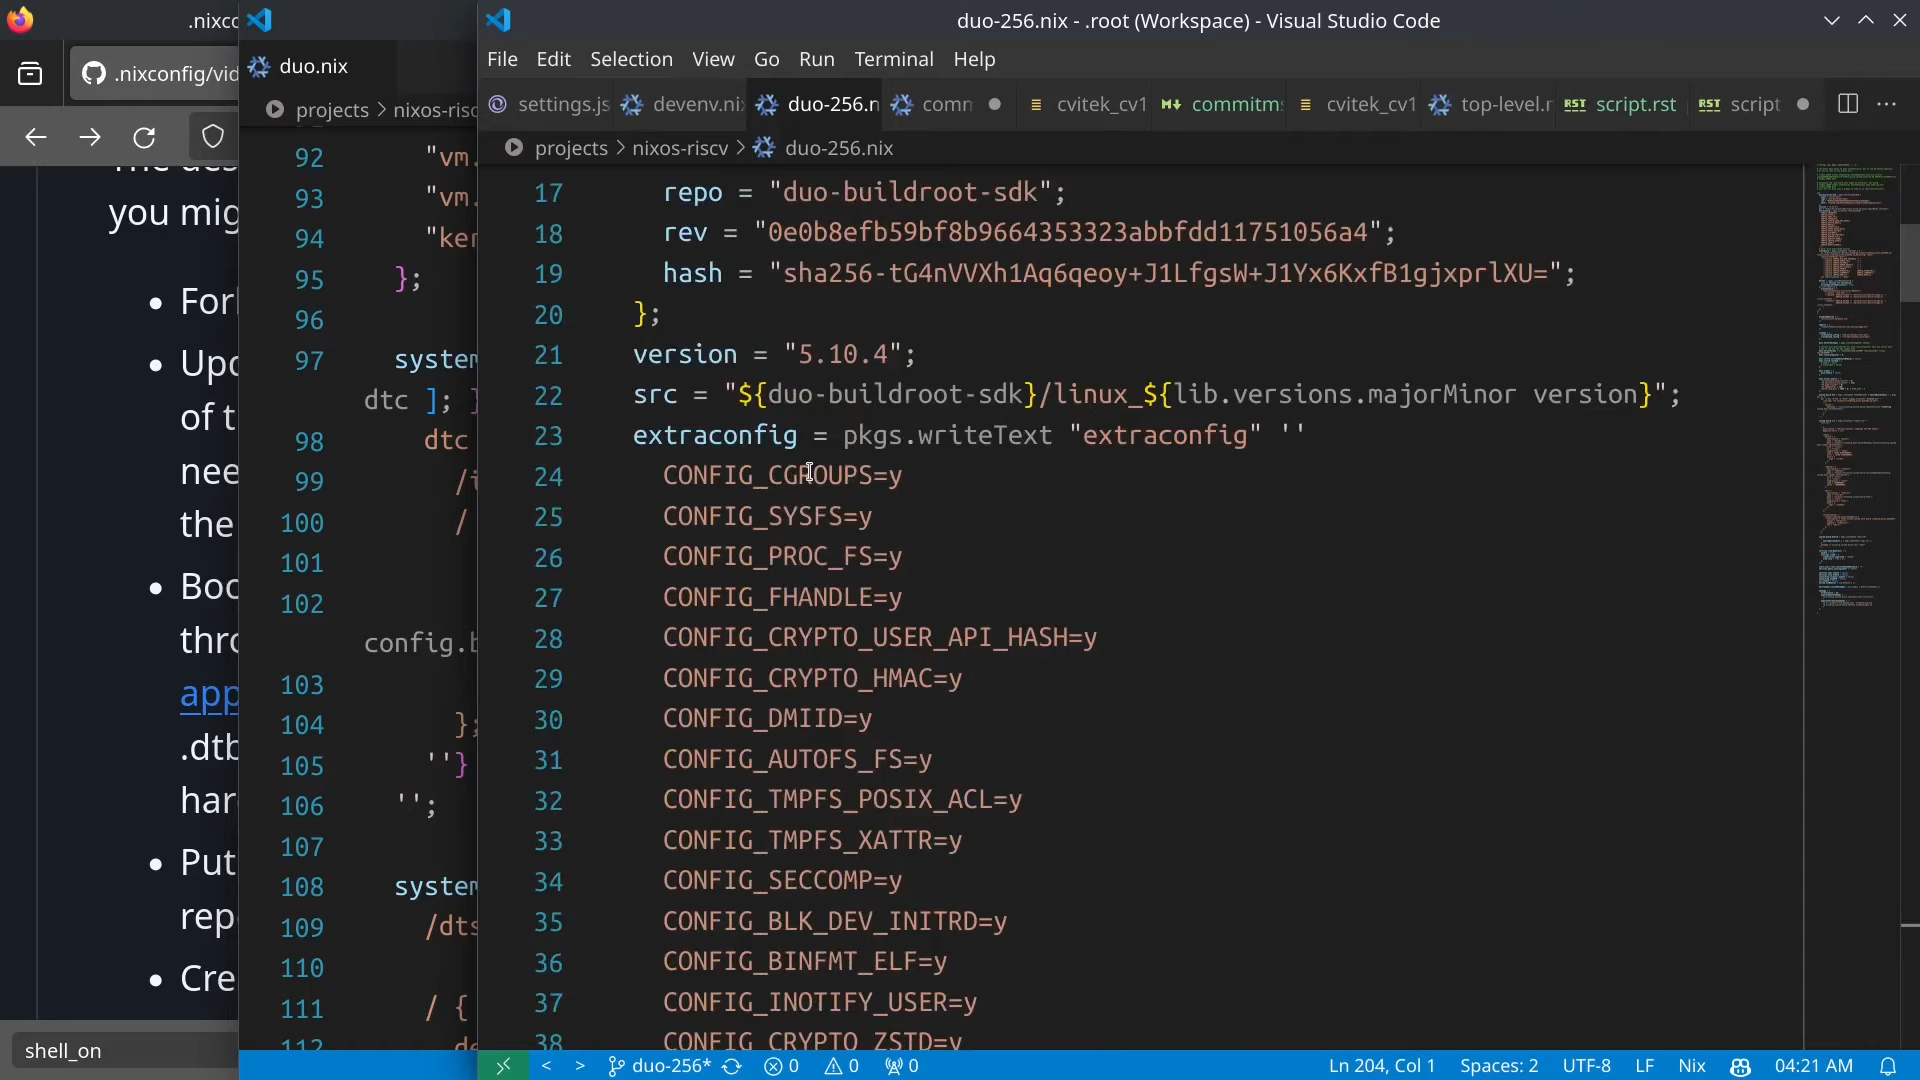 .nixco
.nixconfig/vid
you mig
For
Upd
of t
nee
the
Boo
thro
app
.dtb
har
Put
rep
Cre
shell_on
duo.nix
projects > nixos-risc
92 "vm.
93 "vm.
94 "ker
95 };
96
97 system
dtc ];
98 dtc
99 /i
100 /
101
102
config.b
103
104 };
105 ''}
106 '';
107
108 system
109 /dts
110
111 / {
112 de
duo-256.nix - .root (Workspace) - Visual Studio Code
File Edit Selection View Go Run Terminal Help
settings.js devenv.ni duo-256.n comm cvitek_cv1 commitm cvitek_cv1 top-level.r script.rst script
projects > nixos-riscv > duo-256.nix
17 repo = "duo-buildroot-sdk";
18 rev = "0e0b8efb59bf8b9664353323abbfdd11751056a4";
19 hash = "sha256-tG4nVVXh1Aq6qeoy+J1LfgsW+J1Yx6KxfB1gjxprlXU=";
20 };
21 version = "5.10.4";
22 src = "${duo-buildroot-sdk}/linux_${lib.versions.majorMinor version}";
23 extraconfig = pkgs.writeText "extraconfig" ''
24 CONFIG_CGROUPS=y
25 CONFIG_SYSFS=y
26 CONFIG_PROC_FS=y
27 CONFIG_FHANDLE=y
28 CONFIG_CRYPTO_USER_API_HASH=y
29 CONFIG_CRYPTO_HMAC=y
30 CONFIG_DMIID=y
31 CONFIG_AUTOFS_FS=y
32 CONFIG_TMPFS_POSIX_ACL=y
33 CONFIG_TMPFS_XATTR=y
34 CONFIG_SECCOMP=y
35 CONFIG_BLK_DEV_INITRD=y
36 CONFIG_BINFMT_ELF=y
37 CONFIG_INOTIFY_USER=y
38 CONFIG_CRYPTO_ZSTD=y
< > duo-256* 0 0 0 Ln 204, Col 1 Spaces: 2 UTF-8 LF Nix 04:21 AM